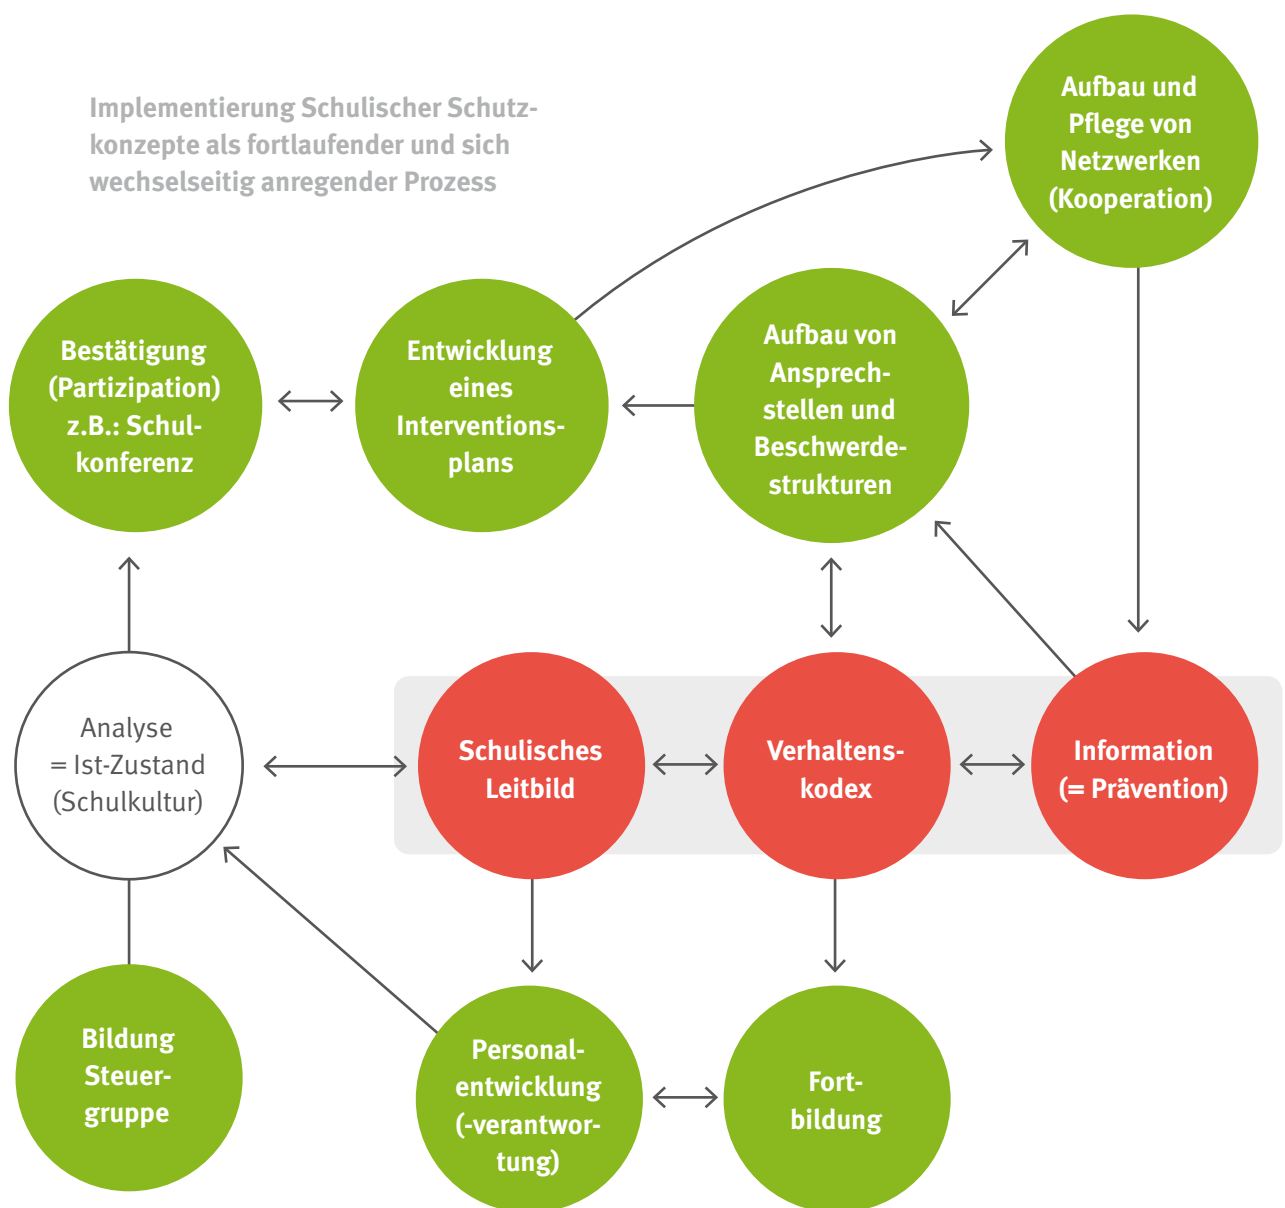 Implementierung Schulischer Schutz-
konzepte als fortlaufender und sich
wechselseitig anregender Prozess
Aufbau und
Pflege von
Netzwerken
(Kooperation)
Bestätigung
(Partizipation)
z.B.: Schul-
konferenz
Entwicklung
eines
Interventions-
plans
Aufbau von
Ansprech-
stellen und
Beschwerde-
strukturen
Analyse
= Ist-Zustand
(Schulkultur)
Schulisches
Leitbild
Verhaltens-
kodex
Information
(= Prävention)
Bildung
Steuer-
gruppe
Personal-
entwicklung
(-verantwor-
tung)
Fort-
bildung